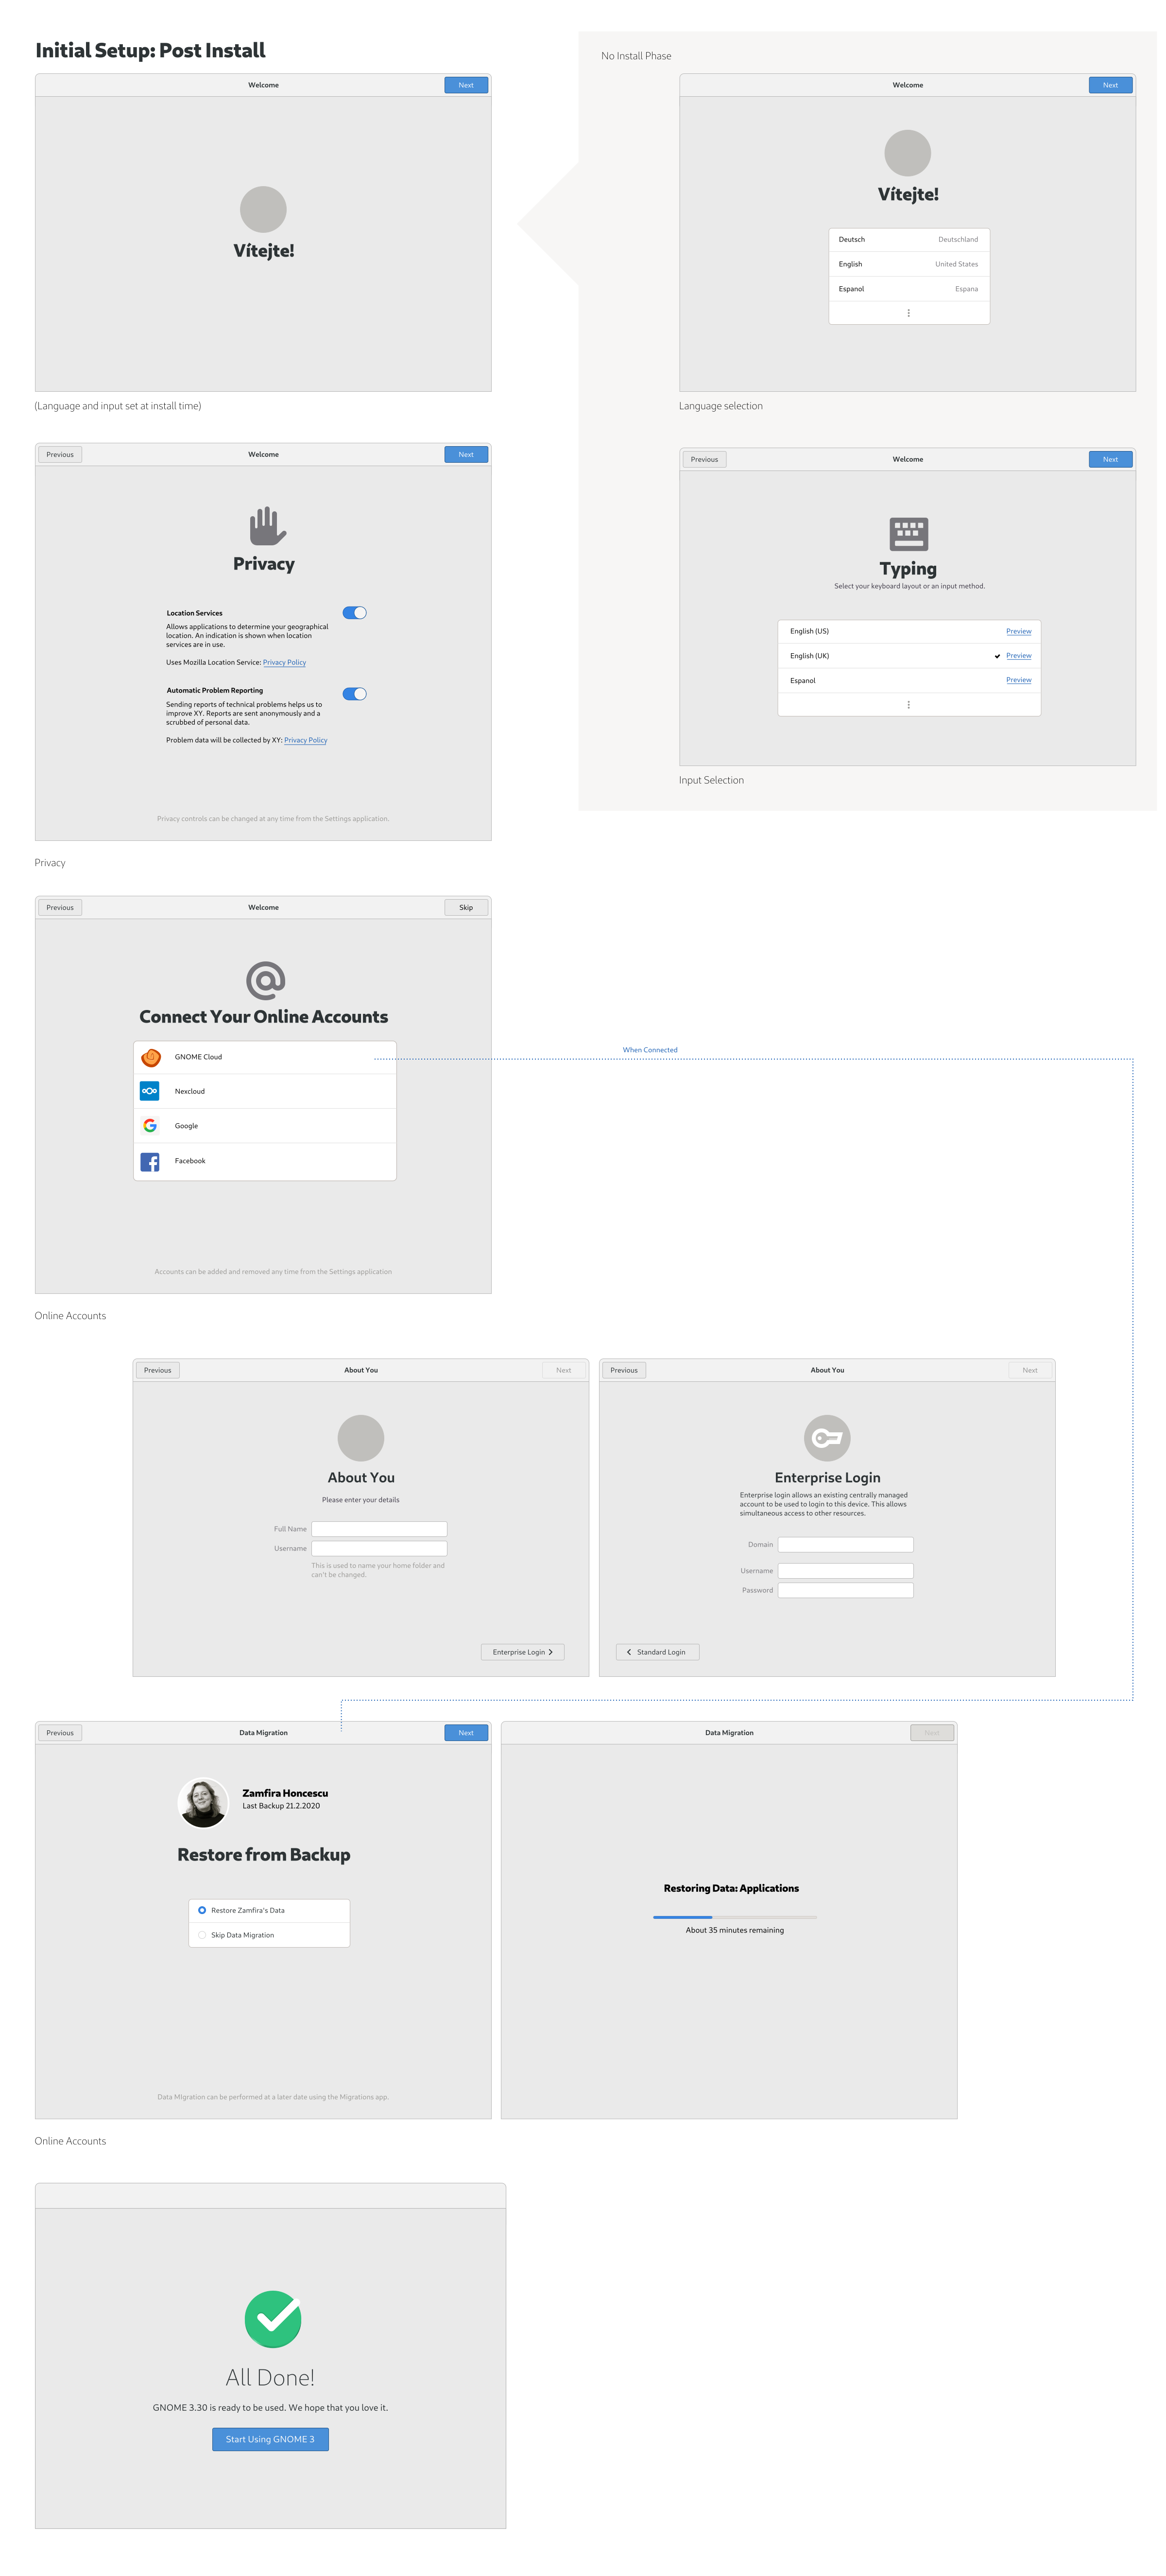 Initial Setup: Post Install
Welcome
Next
Vítejte!
(Language and input set at install time)
No Install Phase
Welcome
Next
Vítejte!
Deutsch
Deutschland
English
United States
Espanol
Espana
Language selection
Previous
Welcome
Next
Typing
Select your keyboard layout or an input method.
English (US)
Preview
English (UK)
Preview
Espanol
Preview
Input Selection
Previous
Welcome
Next
Privacy
Location Services
Allows applications to determine your geographical
location. An indication is shown when location
services are in use.
Uses Mozilla Location Service: Privacy Policy
Automatic Problem Reporting
Sending reports of technical problems helps us to
improve XY. Reports are sent anonymously and a
scrubbed of personal data.
Problem data will be collected by XY: Privacy Policy
Privacy controls can be changed at any time from the Settings application.
Privacy
Previous
Welcome
Skip
Connect Your Online Accounts
GNOME Cloud
Nexcloud
Google
Facebook
Accounts can be added and removed any time from the Settings application
Online Accounts
When Connected
Previous
About You
Next
About You
Please enter your details
Full Name
Username
This is used to name your home folder and
can't be changed.
Enterprise Login
Previous
About You
Next
Enterprise Login
Enterprise login allows an existing centrally managed
account to be used to login to this device. This allows
simultaneous access to other resources.
Domain
Username
Password
Standard Login
Previous
Data Migration
Next
Zamfira Honcescu
Last Backup 21.2.2020
Restore from Backup
Restore Zamfira's Data
Skip Data Migration
Data MIgration can be performed at a later date using the Migrations app.
Data Migration
Next
Restoring Data: Applications
About 35 minutes remaining
Online Accounts
All Done!
GNOME 3.30 is ready to be used. We hope that you love it.
Start Using GNOME 3